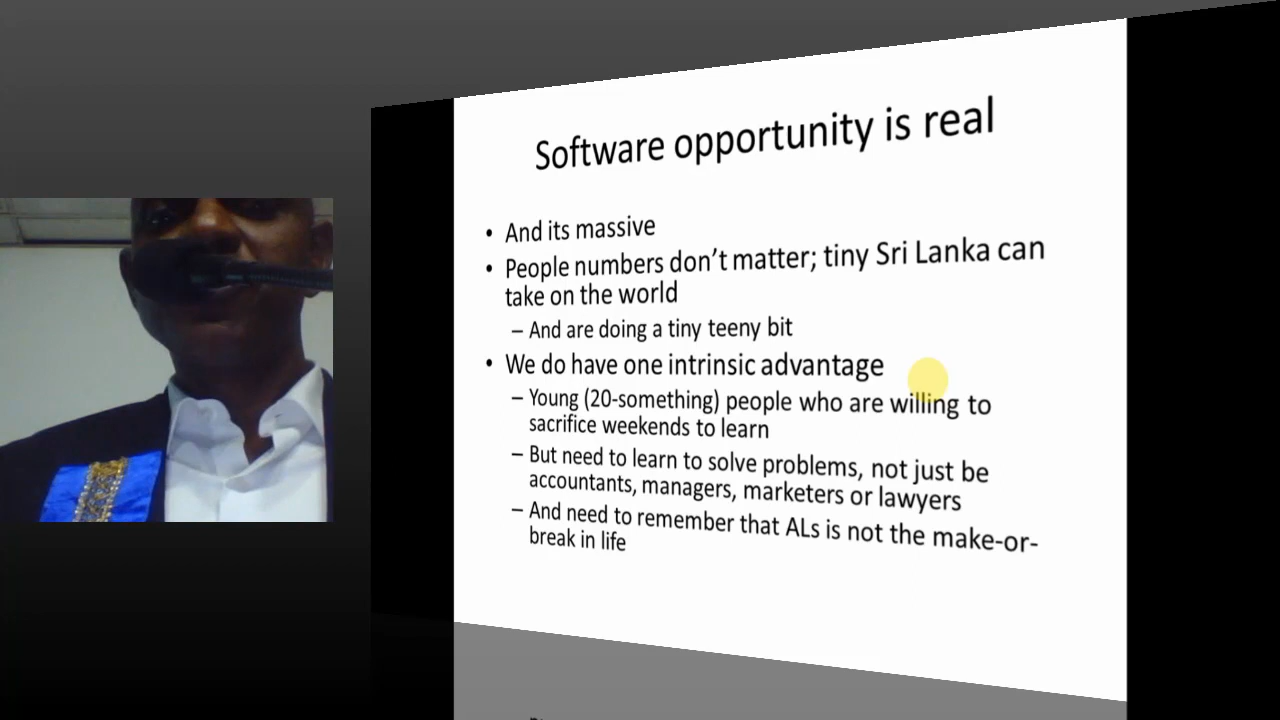 Software opportunity is real
• And its massive
• People numbers don’t matter; tiny Sri Lanka can
take on the world
– And are doing a tiny teeny bit
• We do have one intrinsic advantage
– Young (20-something) people who are willing to
sacrifice weekends to learn
– But need to learn to solve problems, not just be
accountants, managers, marketers or lawyers
– And need to remember that ALs is not the make-or-
break in life